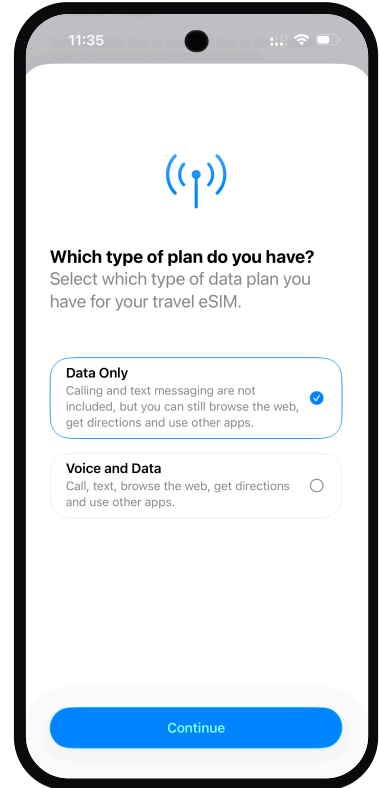 11:35
Which type of plan do you have?
Select which type of data plan you
have for your travel eSIM.
Data Only
Calling and text messaging are not
included, but you can still browse the web,
get directions and use other apps.
Voice and Data
Call, text, browse the web, get directions
and use other apps.
Continue